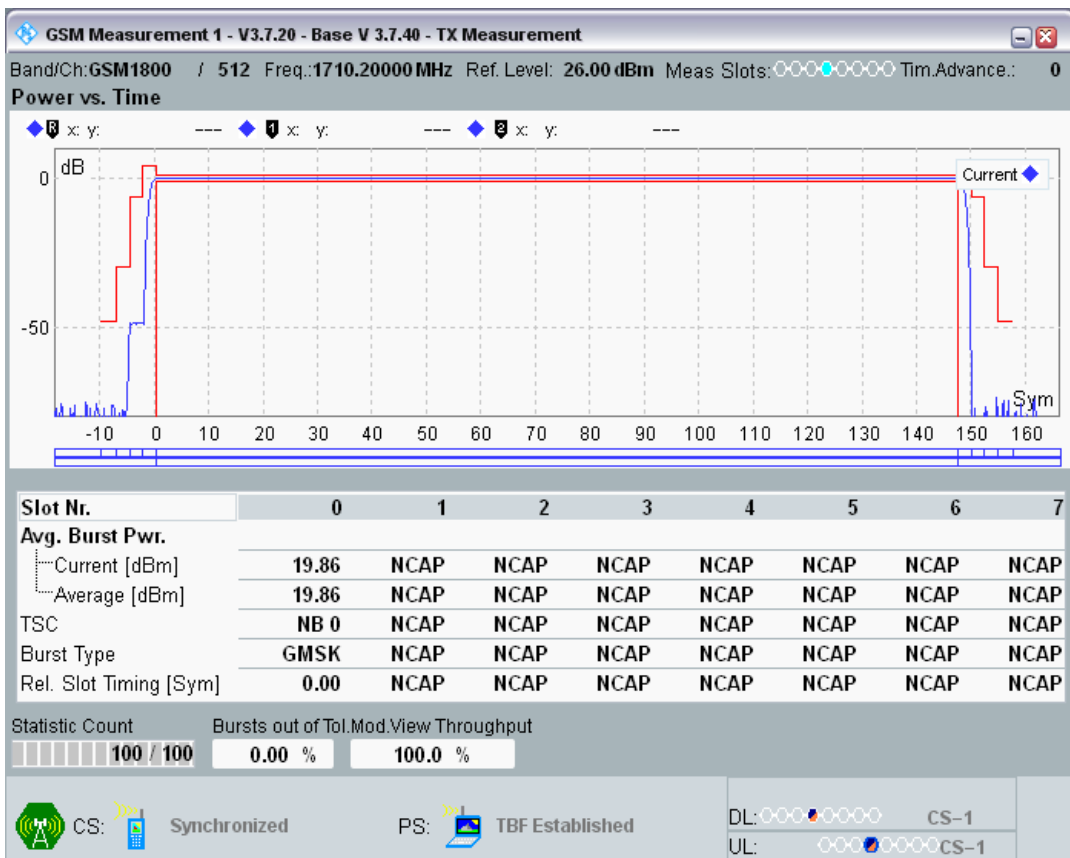 GSM Measurement 1 - V3.7.20 - Base V 3.7.40 - TX Measurement
Band/Ch:GSM1800 / 512 Freq.:1710.20000 MHz Ref. Level: 26.00 dBm Meas Slots: Tim.Advance.: 0
Power vs. Time
R x: y: --- 1 x: y: --- 2 x: y: ---
dB
Current
0
-50
Sym
-10 0 10 20 30 40 50 60 70 80 90 100 110 120 130 140 150 160
Slot Nr. 0 1 2 3 4 5 6 7
Avg. Burst Pwr.
Current [dBm] 19.86 NCAP NCAP NCAP NCAP NCAP NCAP NCAP
Average [dBm] 19.86 NCAP NCAP NCAP NCAP NCAP NCAP NCAP
TSC NB 0 NCAP NCAP NCAP NCAP NCAP NCAP NCAP
Burst Type GMSK NCAP NCAP NCAP NCAP NCAP NCAP NCAP
Rel. Slot Timing [Sym] 0.00 NCAP NCAP NCAP NCAP NCAP NCAP NCAP
Statistic Count Bursts out of Tol.Mod.View Throughput
100 / 100 0.00 % 100.0 %
CS: Synchronized PS: TBF Established
DL: CS-1
UL: CS-1